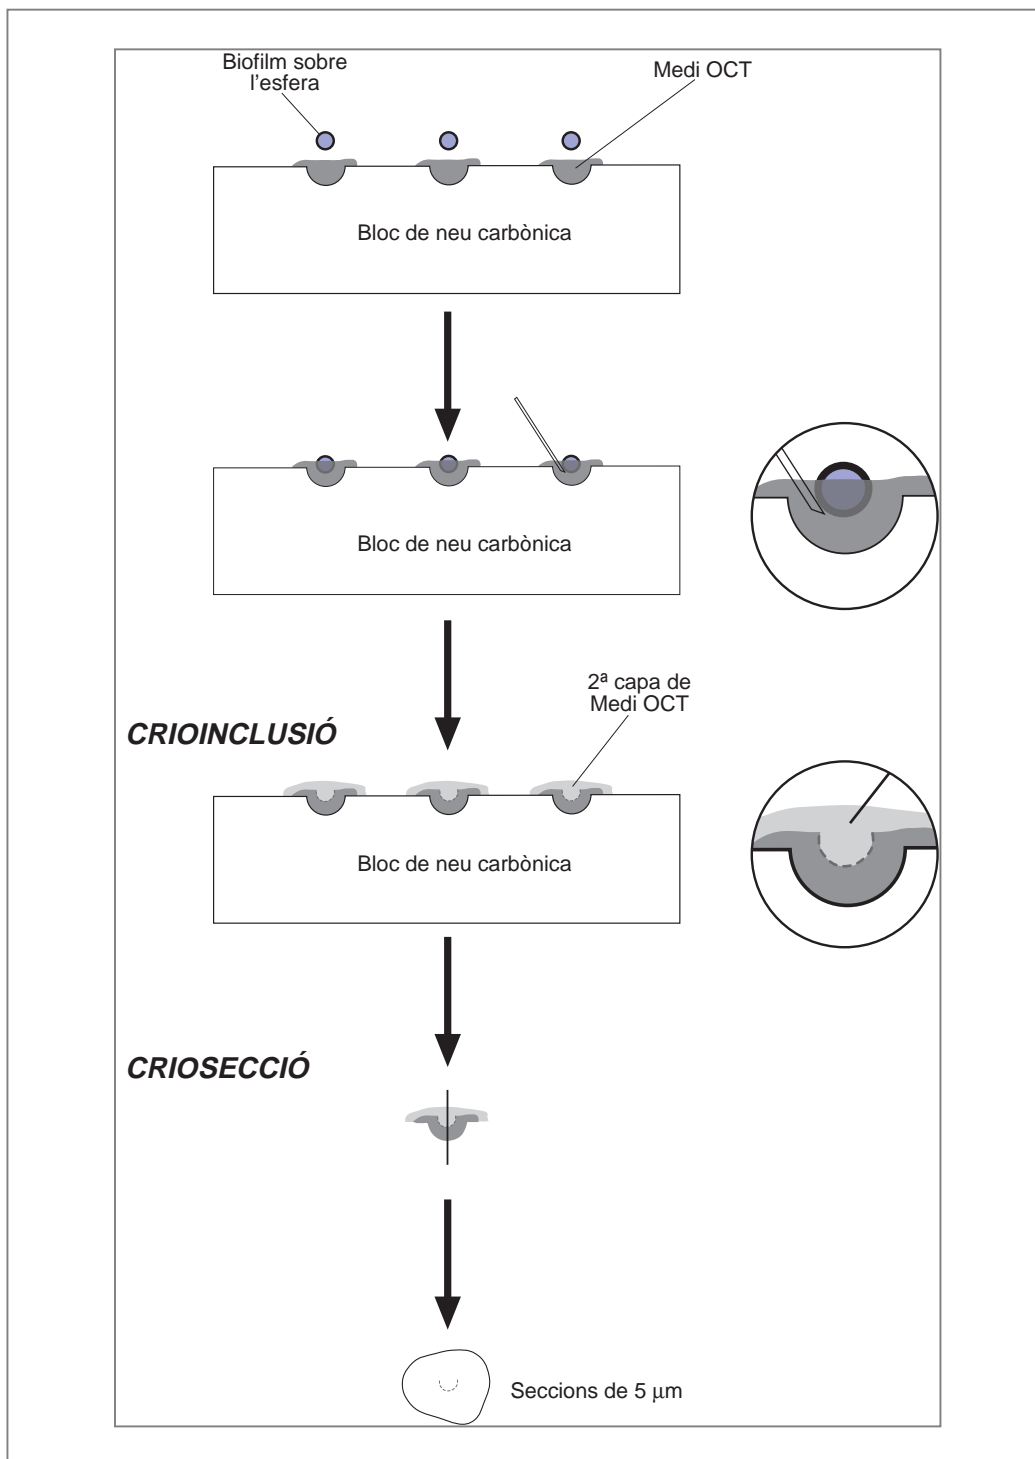 Biofilm sobre
l'esfera
Medi OCT
Bloc de neu carbònica
Bloc de neu carbònica
2ª capa de
Medi OCT
CRIOINCLUSIÓ
Bloc de neu carbònica
CRIOSECCIÓ
Seccions de 5 μm